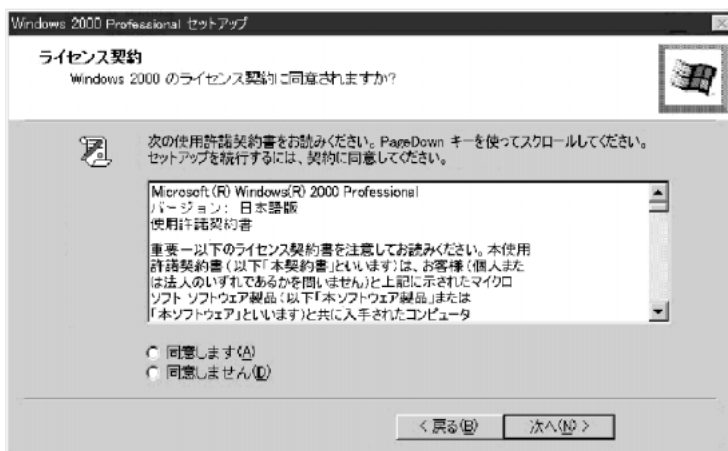 Windows 2000 Professional セットアップ
ライセンス契約
Windows 2000 のライセンス契約に同意されますか?
次の使用許諾契約書をお読みください。PageDown キーを使ってスクロールしてください。
セットアップを続行するには、契約に同意してください。
Microsoft (R) Windows(R) 2000 Professional
バージョン: 日本語版
使用許諾契約書
重要－以下のライセンス契約書を注意してお読みください。本使用
許諾契約書(以下「本契約書」といいます)は、お客様(個人また
は法人のいずれであるかを問いません)と上記に示されたマイクロ
ソフト ソフトウェア製品(以下「本ソフトウェア製品」または
「本ソフトウェア」といいます)と共に入手されたコンピュータ
同意します(A)
同意しません(D)
< 戻る(B)
次へ(N) >